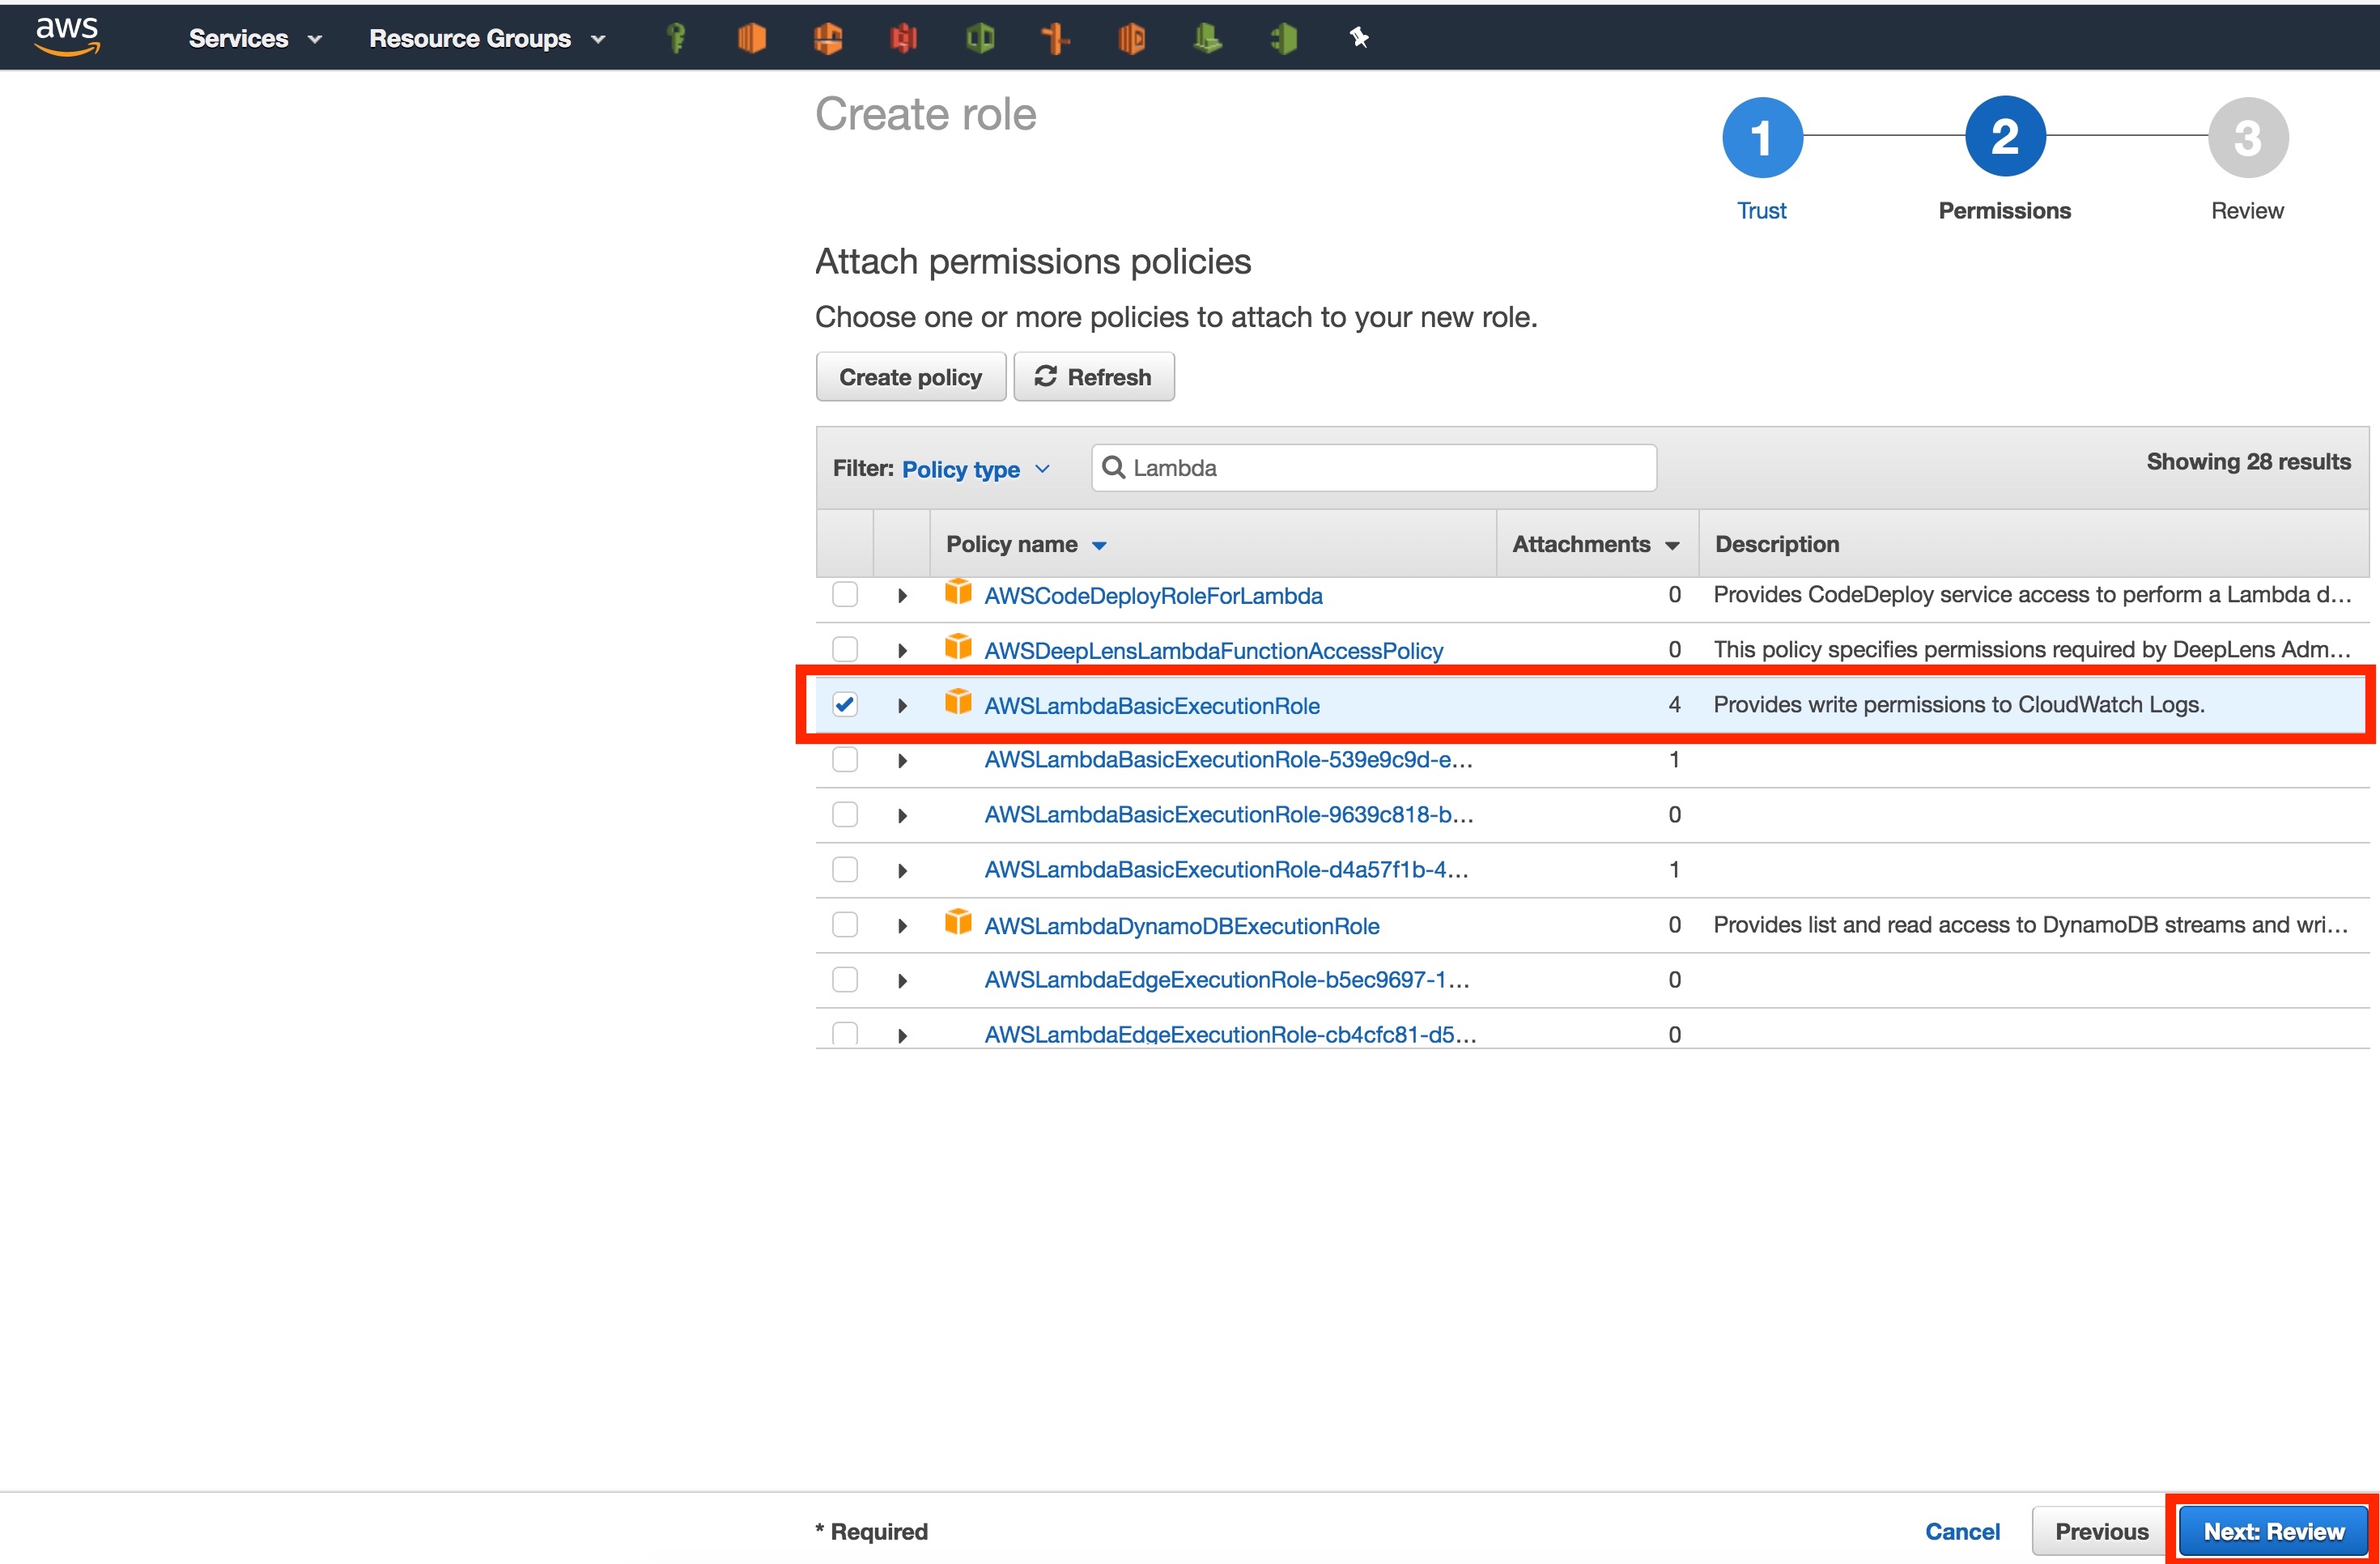 aws Services Resource Groups
Create role
1 2 3
Trust Permissions Review
Attach permissions policies
Choose one or more policies to attach to your new role.
Create policy Refresh
Filter: Policy type Lambda Showing 28 results
Policy name Attachments Description
AWSCodeDeployRoleForLambda 0 Provides CodeDeploy service access to perform a Lambda d...
AWSDeepLensLambdaFunctionAccessPolicy 0 This policy specifies permissions required by DeepLens Adm...
AWSLambdaBasicExecutionRole 4 Provides write permissions to CloudWatch Logs.
AWSLambdaBasicExecutionRole-539e9c9d-e... 1
AWSLambdaBasicExecutionRole-9639c818-b... 0
AWSLambdaBasicExecutionRole-d4a57f1b-4... 1
AWSLambdaDynamoDBExecutionRole 0 Provides list and read access to DynamoDB streams and wri...
AWSLambdaEdgeExecutionRole-b5ec9697-1... 0
AWSLambdaEdgeExecutionRole-cb4cfc81-d5... 0
* Required Cancel Previous Next: Review